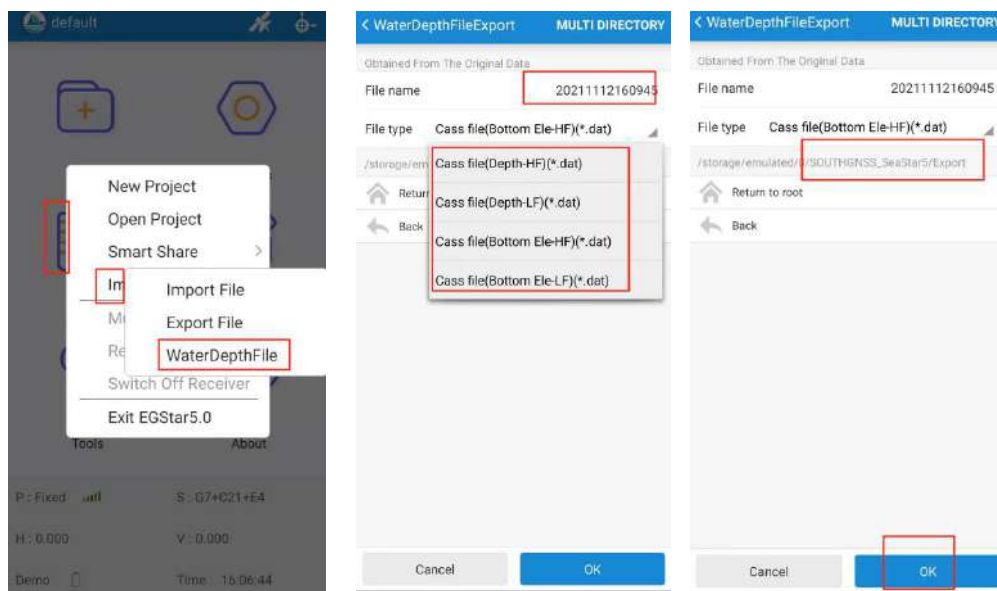 default
New Project
Open Project
Smart Share >
Im
Import File
Export File
WaterDepthFile
Switch Off Receiver
Exit EGStar5.0
Tools
About
P : Fixed
S : G7+C21+E4
H : 0.000
V : 0.000
Demo
Time 16:06:44
< WaterDepthFileExport MULTI DIRECTORY
Obtained From The Original Data
File name 20211112160945
File type Cass file(Bottom Ele-HF)(*.dat)
/storage/em
Cass file(Depth-HF)(*.dat)
Retur
Cass file(Depth-LF)(*.dat)
Back
Cass file(Bottom Ele-HF)(*.dat)
Cass file(Bottom Ele-LF)(*.dat)
Cancel OK
< WaterDepthFileExport MULTI DIRECTORY
Obtained From The Original Data
File name 20211112160945
File type Cass file(Bottom Ele-HF)(*.dat)
/storage/emulated/0/SOUTHGNSS_SeaStar5/Export
Return to root
Back
Cancel OK